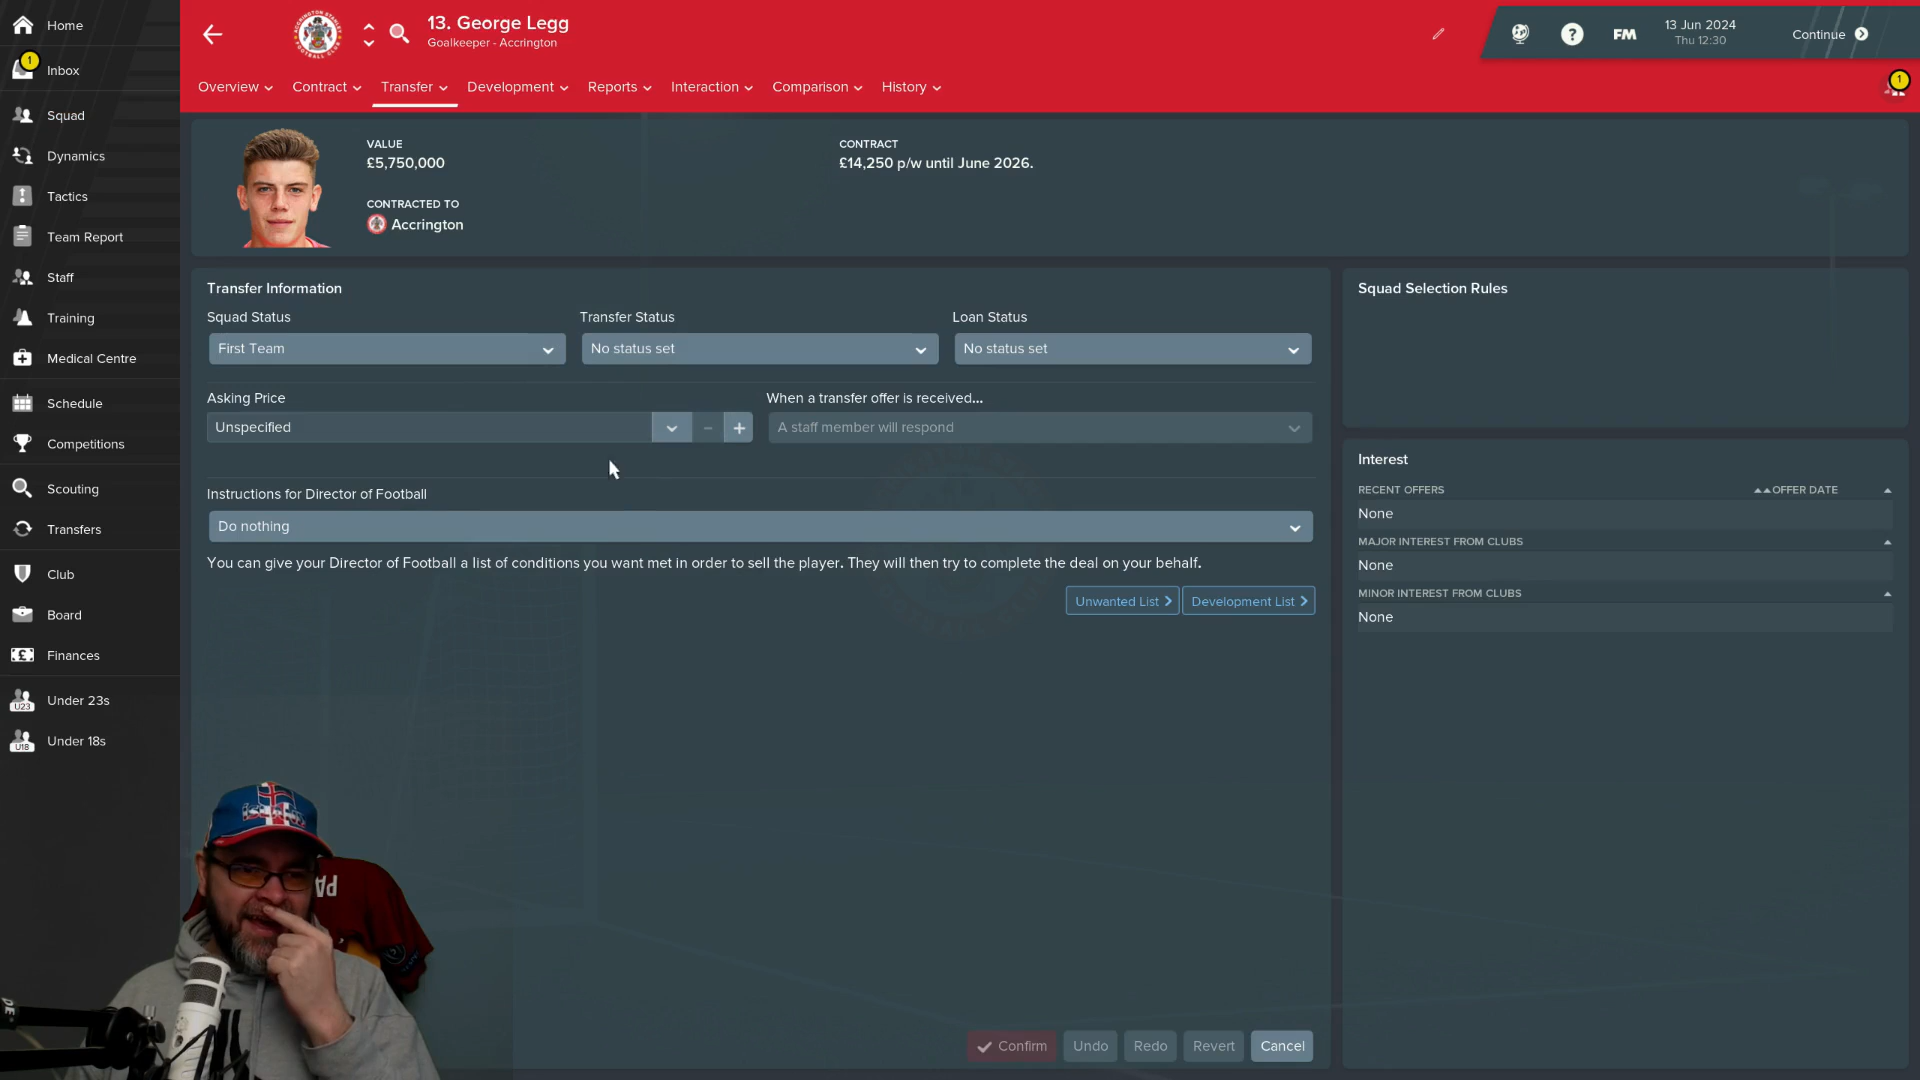 Home
1
Inbox
Squad
Dynamics
Tactics
Team Report
Staff
Training
Medical Centre
Schedule
Competitions
Scouting
Transfers
Club
Board
Finances
U23
Under 23s
U18
Under 18s
13. George Legg
Goalkeeper - Accrington
?
FM
13 Jun 2024
Thu 12:30
Continue
Overview
Contract
Transfer
Development
Reports
Interaction
Comparison
History
1
VALUE
£5,750,000
CONTRACTED TO
Accrington
CONTRACT
£14,250 p/w until June 2026.
Transfer Information
Squad Status
Transfer Status
Loan Status
First Team
No status set
No status set
Asking Price
When a transfer offer is received...
Unspecified
A staff member will respond
Instructions for Director of Football
Do nothing
You can give your Director of Football a list of conditions you want met in order to sell the player. They will then try to complete the deal on your behalf.
Unwanted List
Development List
Confirm
Undo
Redo
Revert
Cancel
Squad Selection Rules
Interest
RECENT OFFERS
OFFER DATE
None
MAJOR INTEREST FROM CLUBS
None
MINOR INTEREST FROM CLUBS
None